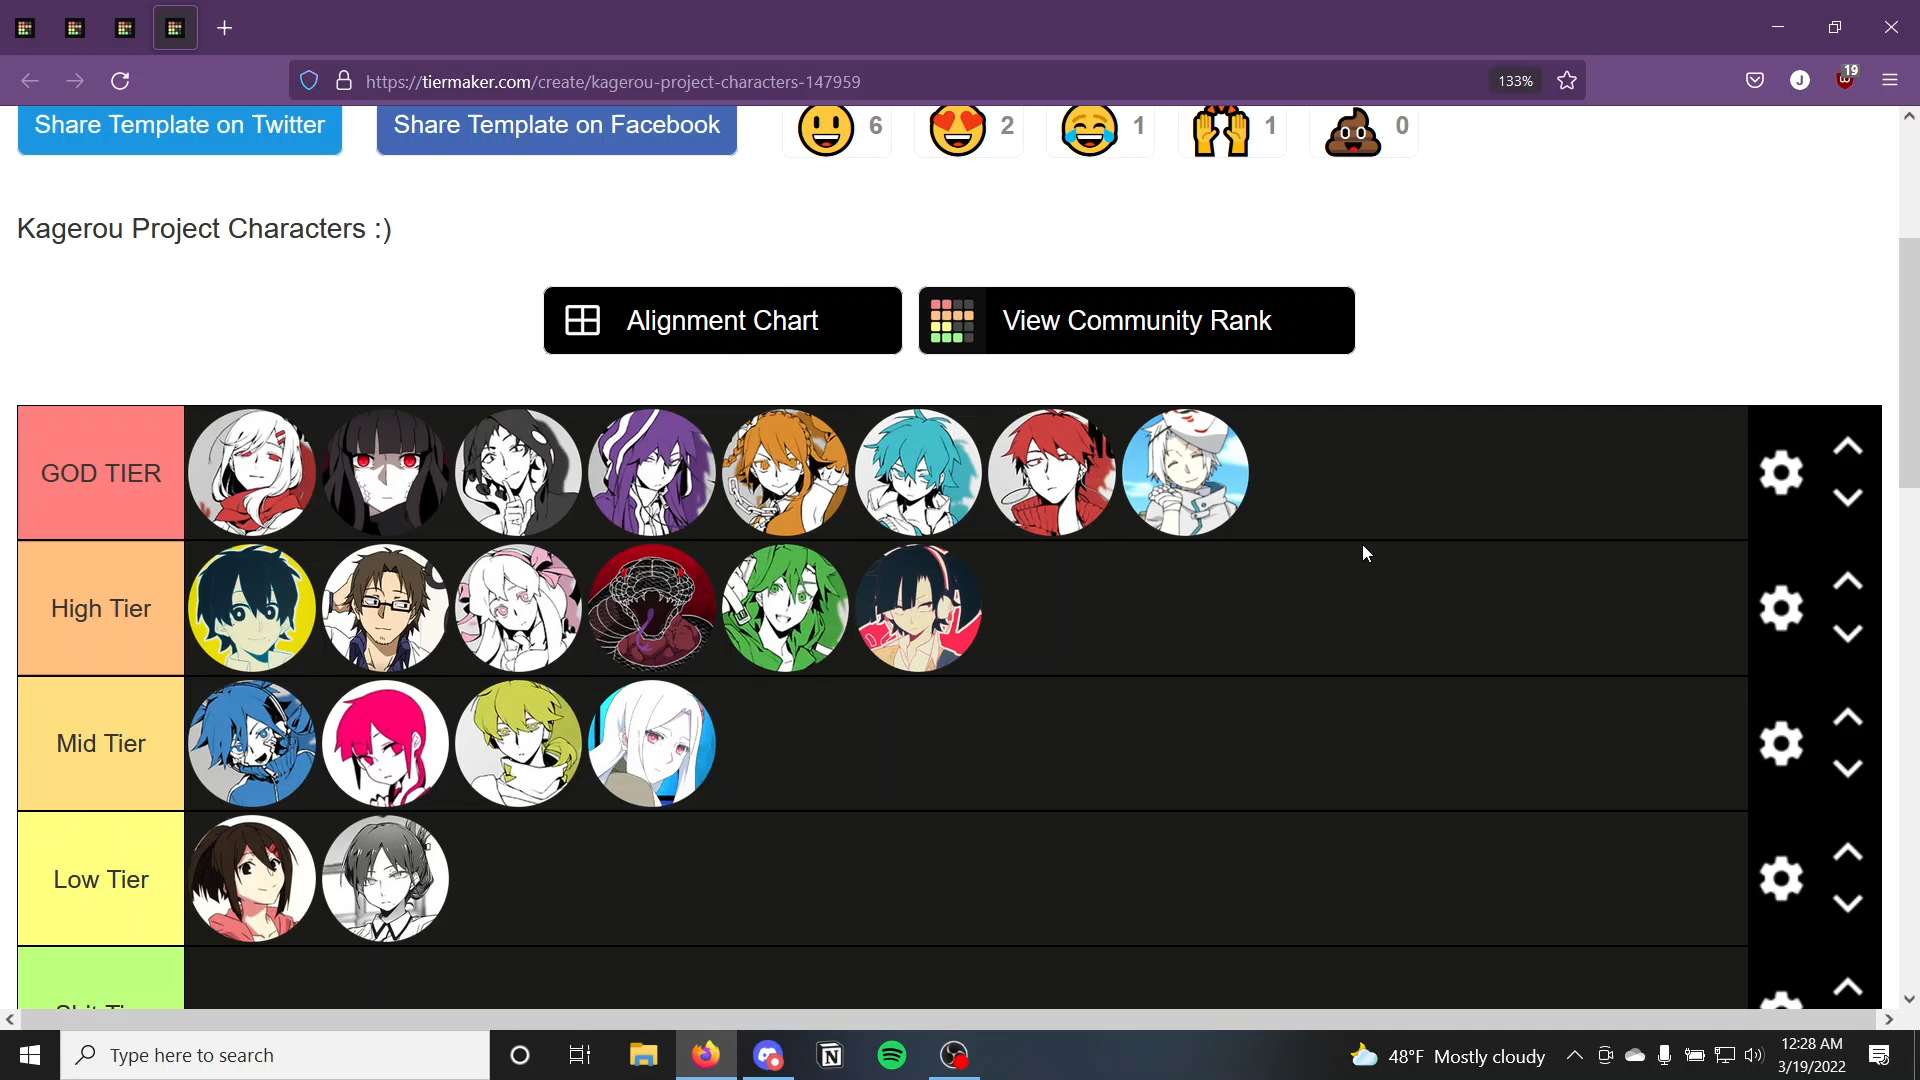 https://tiermaker.com/create/kagerou-project-characters-147959
133%
J
19
Share Template on Twitter
Share Template on Facebook
6
2
1
1
0
Kagerou Project Characters :)
Alignment Chart
View Community Rank
GOD TIER
High Tier
Mid Tier
Low Tier
Type here to search
48°F Mostly cloudy
12:28 AM
3/19/2022